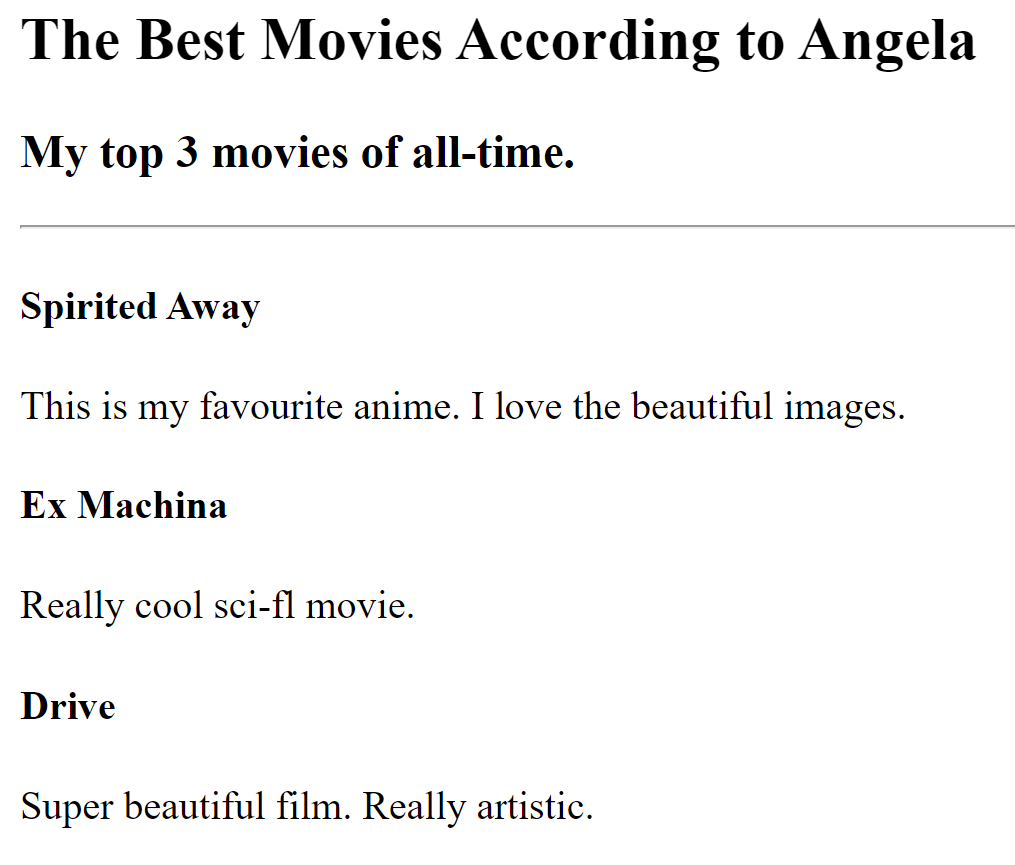 The Best Movies According to Angela
My top 3 movies of all-time.
Spirited Away
This is my favourite anime. I love the beautiful images.
Ex Machina
Really cool sci-fl movie.
Drive
Super beautiful film. Really artistic.